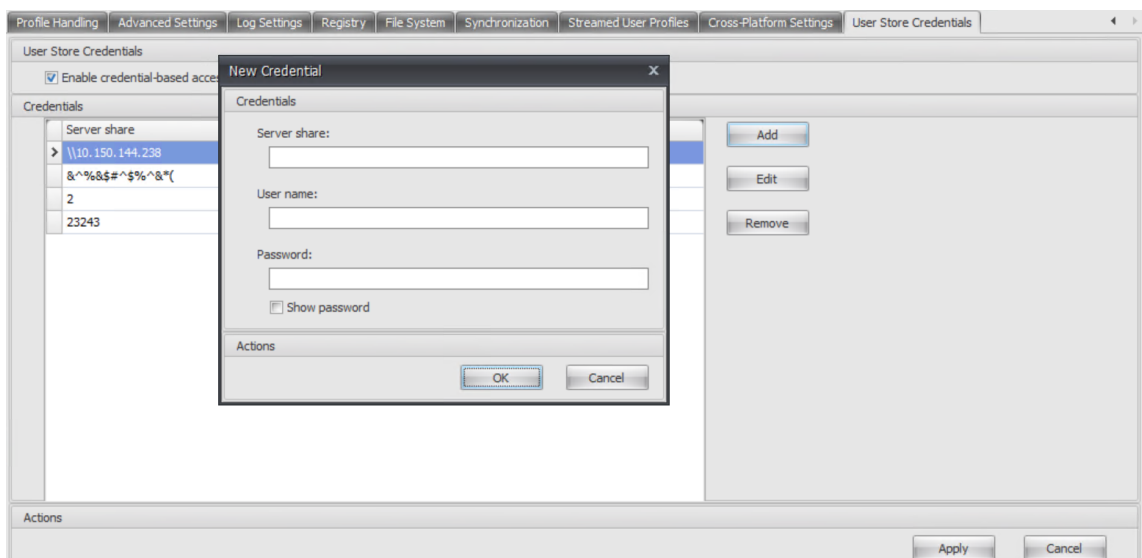 Profile Handling Advanced Settings Log Settings Registry File System Synchronization Streamed User Profiles Cross-Platform Settings User Store Credentials
User Store Credentials
Enable credential-based acce
New Credential
x
Credentials
Server share
\\10.150.144.238
&^%&$#^$%^&*(
2
23243
Credentials
Server share:
User name:
Password:
Show password
Actions
OK Cancel
Add
Edit
Remove
Actions
Apply Cancel